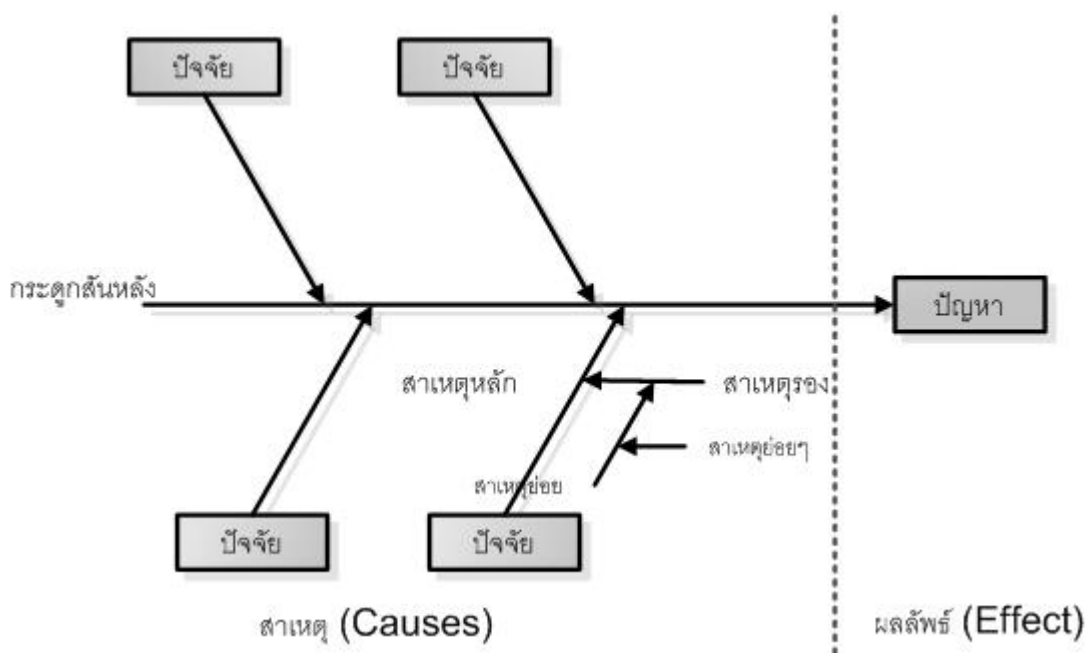 ปัจจัย
ปัจจัย
กระดูกสันหลัง
ปัญหา
สาเหตุหลัก
สาเหตุรอง
สาเหตุย่อยๆ
สาเหตุย่อย
ปัจจัย
ปัจจัย
สาเหตุ (Causes)
ผลลัพธ์ (Effect)